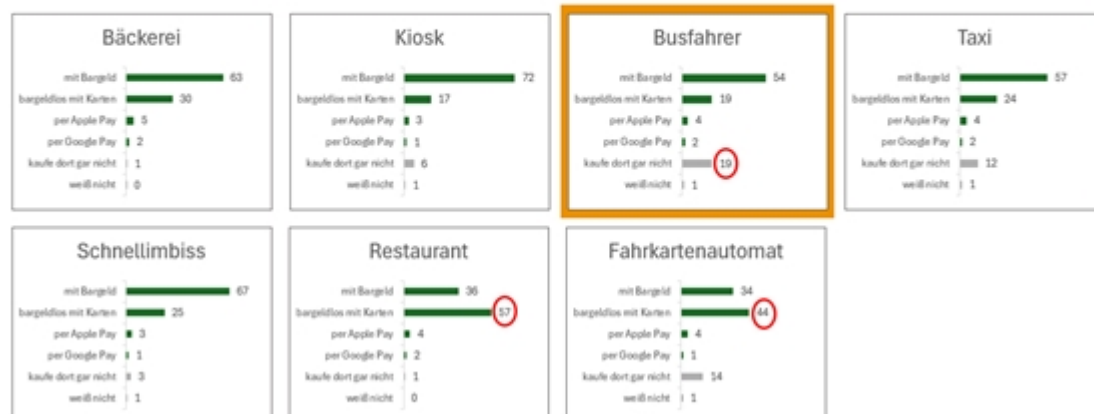 Bäckerei
mit Bargeld 63
bargeldlos mit Karten 30
per Apple Pay 5
per Google Pay 2
kaufe dort gar nicht 1
weiß nicht 0
Kiosk
mit Bargeld 72
bargeldlos mit Karten 17
per Apple Pay 3
per Google Pay 1
kaufe dort gar nicht 6
weiß nicht 1
Busfahrer
mit Bargeld 54
bargeldlos mit Karten 19
per Apple Pay 4
per Google Pay 2
kaufe dort gar nicht 19
weiß nicht 1
Taxi
mit Bargeld 57
bargeldlos mit Karten 24
per Apple Pay 4
per Google Pay 2
kaufe dort gar nicht 12
weiß nicht 1
Schnellimbiss
mit Bargeld 67
bargeldlos mit Karten 25
per Apple Pay 3
per Google Pay 1
kaufe dort gar nicht 3
weiß nicht 1
Restaurant
mit Bargeld 36
bargeldlos mit Karten 57
per Apple Pay 4
per Google Pay 2
kaufe dort gar nicht 1
weiß nicht 0
Fahrkartenautomat
mit Bargeld 34
bargeldlos mit Karten 44
per Apple Pay 4
per Google Pay 1
kaufe dort gar nicht 14
weiß nicht 1